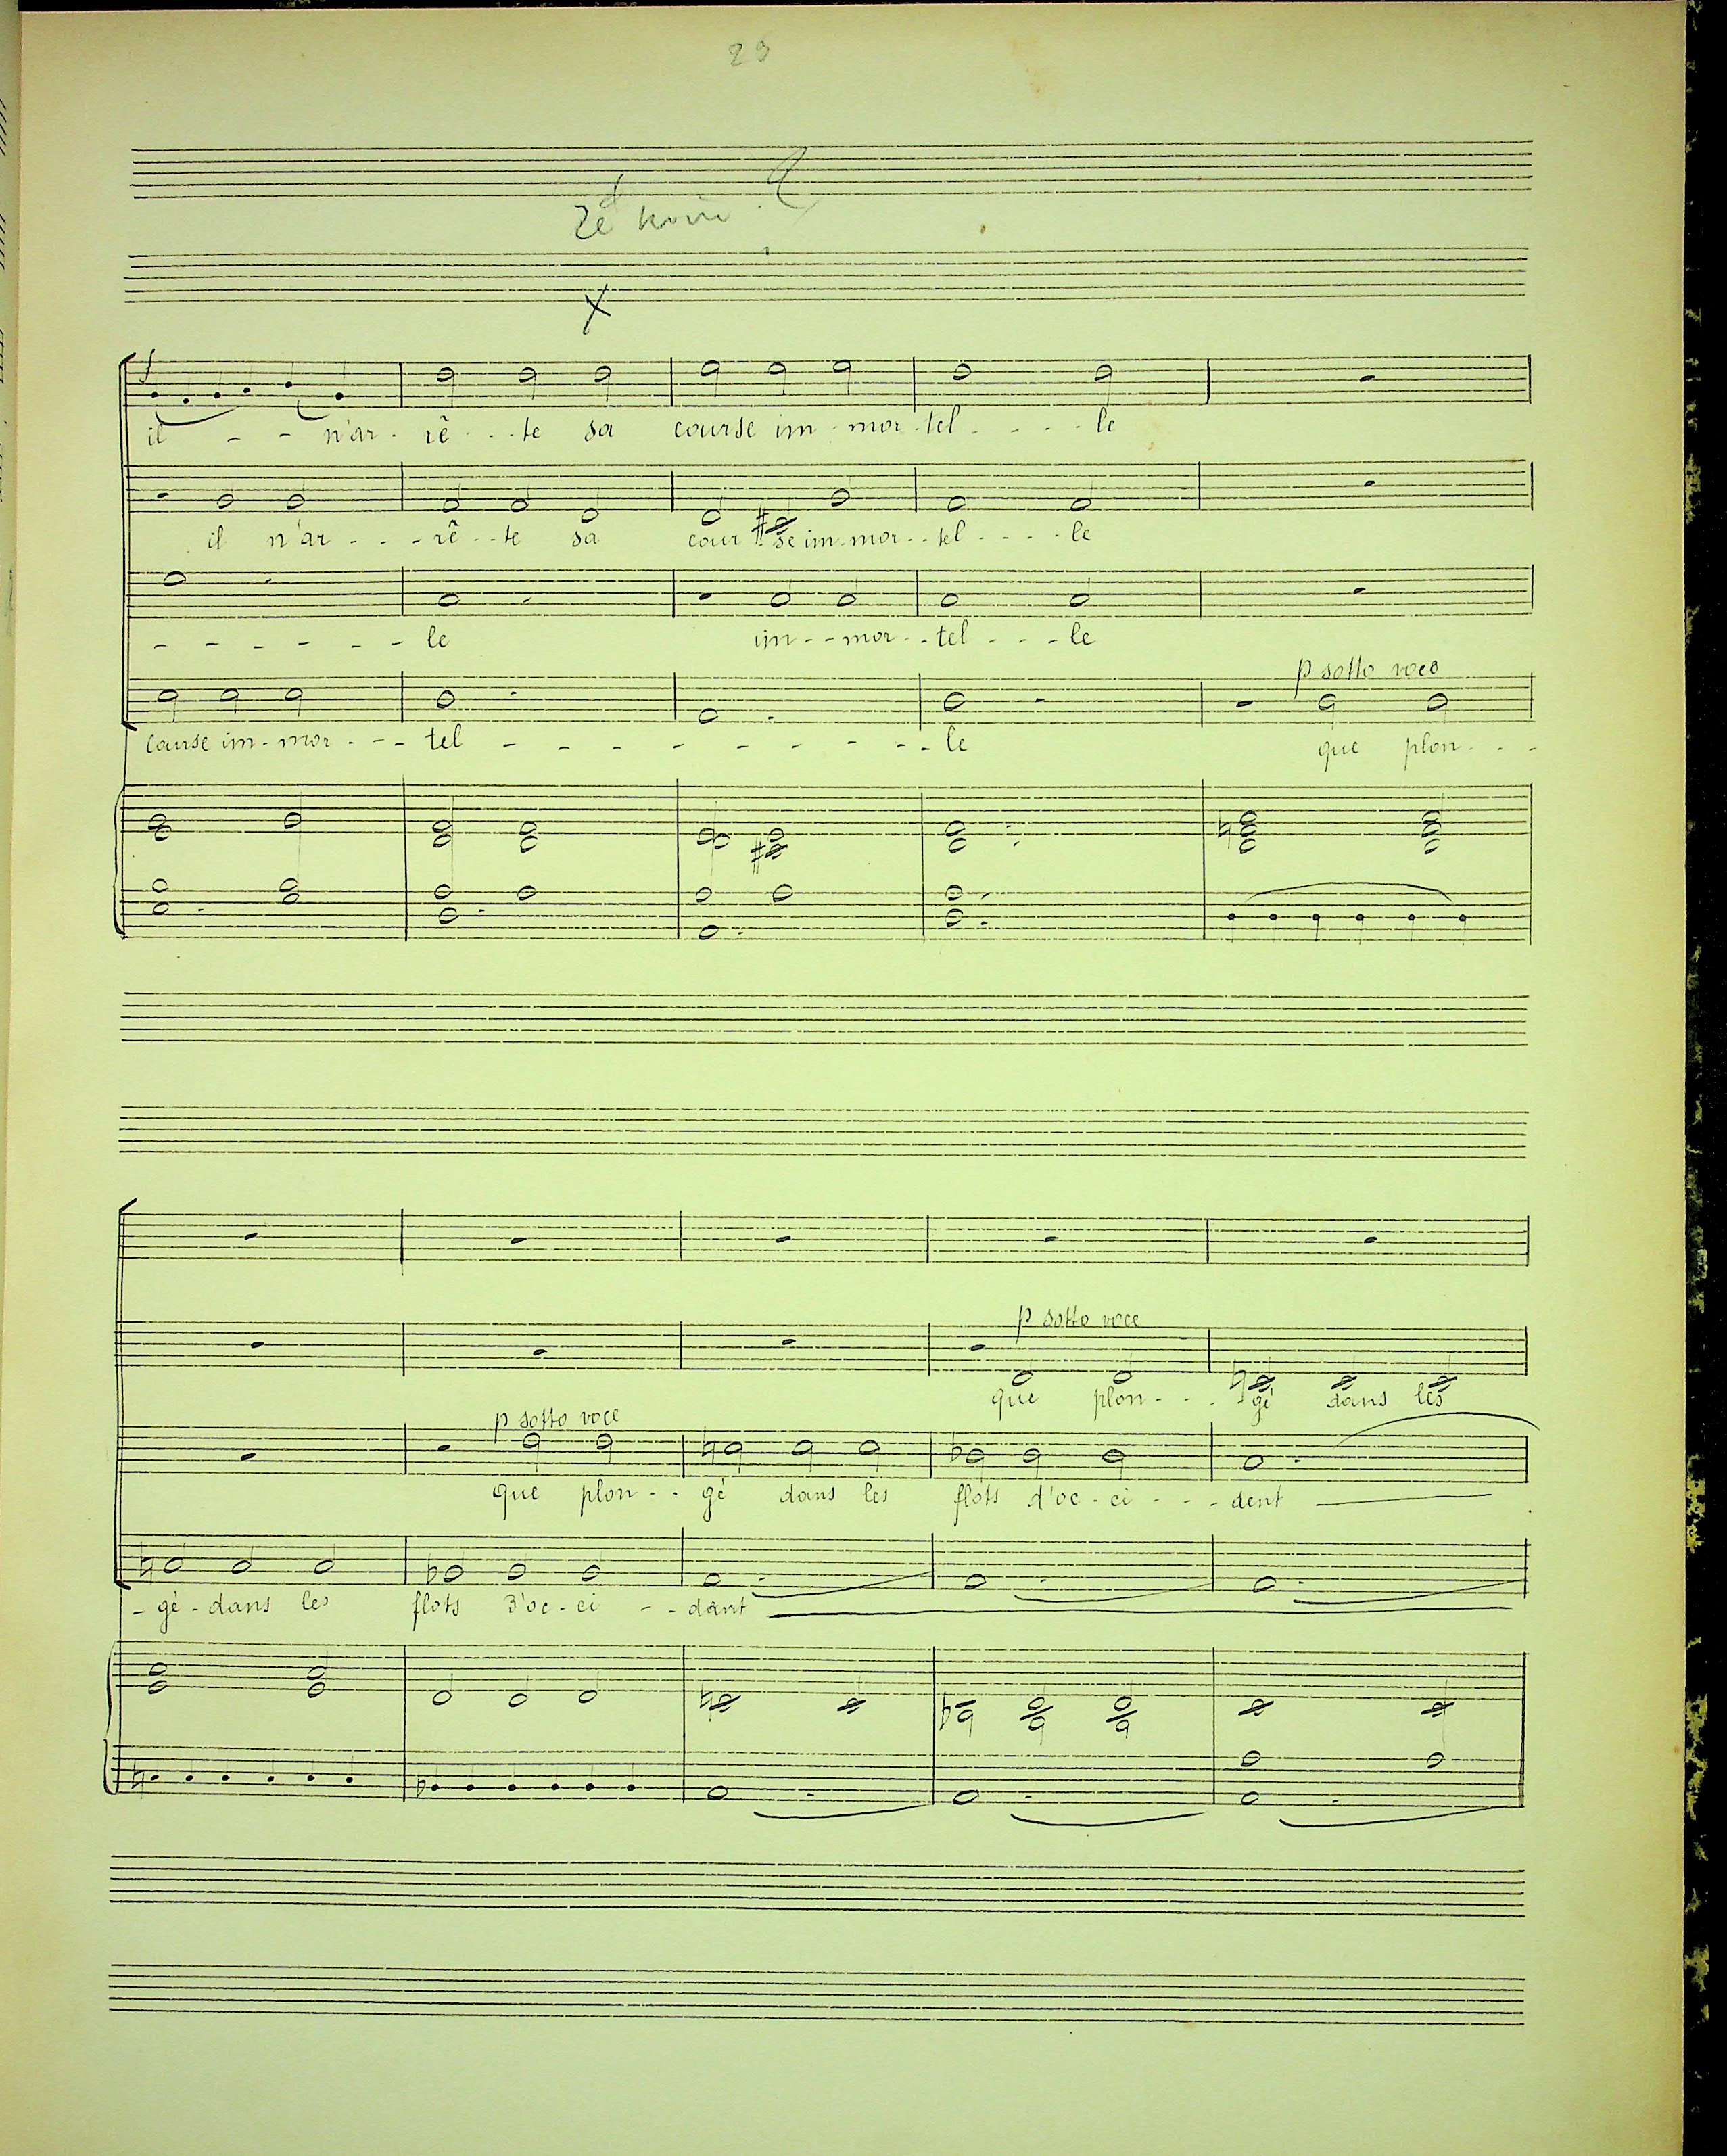 29
f
il - - n'ar - rê - - - te sa course im - mor - tel - - - - le
il n'ar - - - rê - - te sa cour - se im - mor - - tel - - - - le
- - - - - - le im - - mor - - tel - - - le
p sotto voce
course im - mor - - - tel - - - - - - - - - le que plon - - -
p sotto voce
que plon - - - gé dans les
p sotto voce
que plon - - gé dans les flots d'oc - ci - - - dent
- gé - dans les flots d'oc - ci - - dant